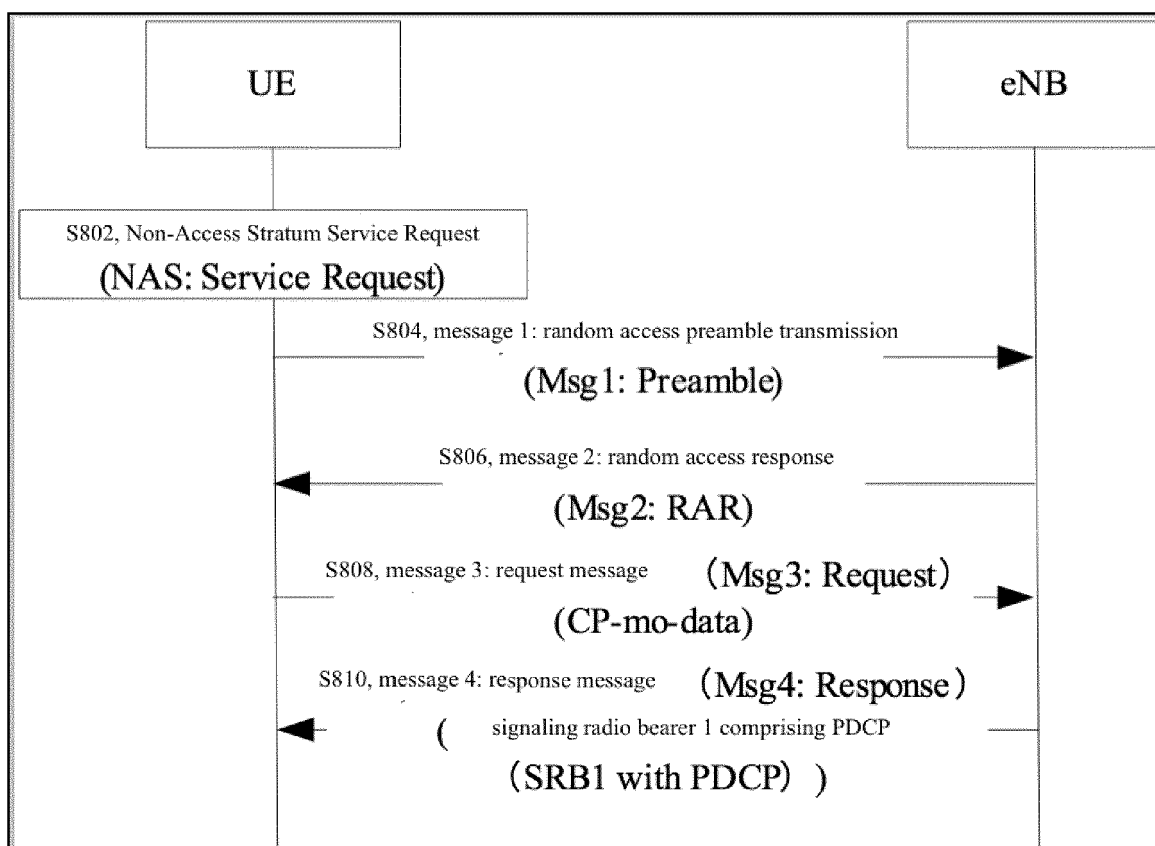 UE
eNB
S802, Non-Access Stratum Service Request
(NAS: Service Request)
S804, message 1: random access preamble transmission
(Msg1: Preamble)
S806, message 2: random access response
(Msg2: RAR)
S808, message 3: request message （Msg3: Request）
(CP-mo-data)
S810, message 4: response message （Msg4: Response）
( signaling radio bearer 1 comprising PDCP
（SRB1 with PDCP） )